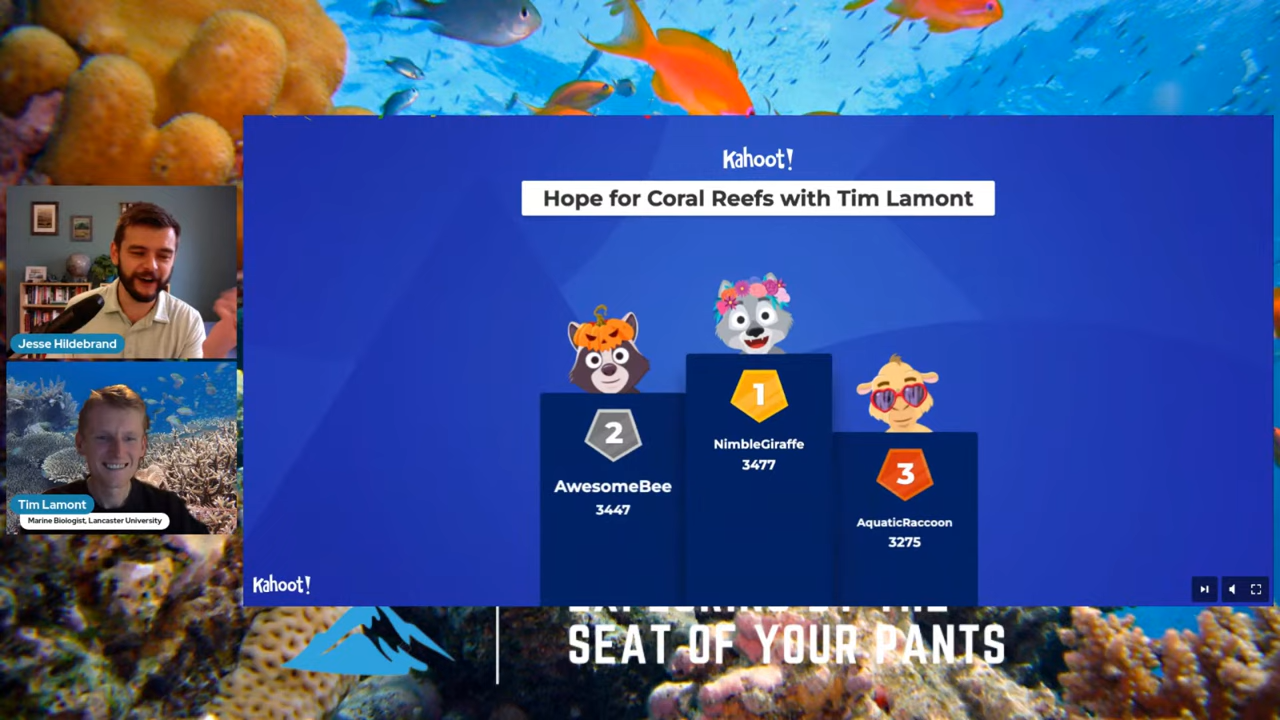 Kahoot!
Hope for Coral Reefs with Tim Lamont
Jesse Hildebrand
Tim Lamont
Marine Biologist, Lancaster University
1
NimbleGiraffe
3477
2
AwesomeBee
3447
3
AquaticRaccoon
3275
Kahoot!
SEAT OF YOUR PANTS